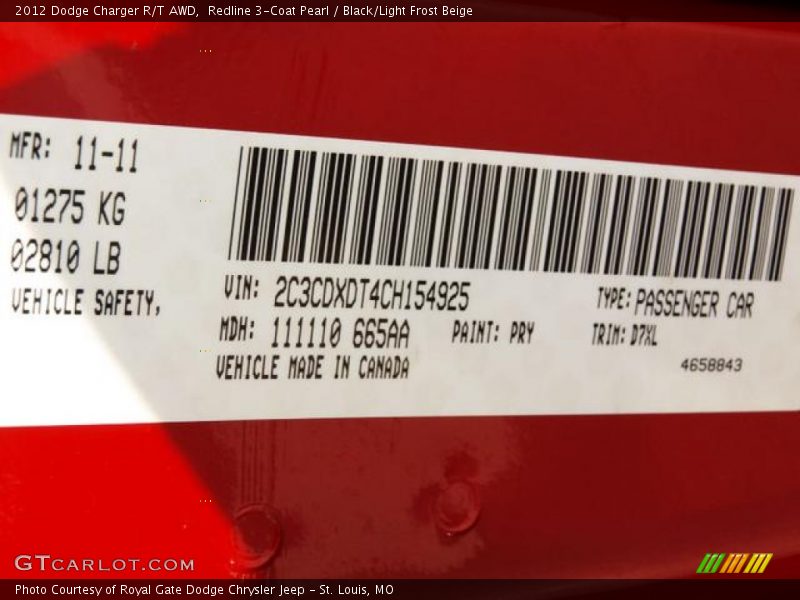 2012 Dodge Charger R/T AWD, Redline 3-Coat Pearl / Black/Light Frost Beige
MFR: 11-11
01275 KG
02810 LB
VEHICLE SAFETY,
VIN: 2C3CDXDT4CH154925
TYPE: PASSENGER CAR
MDH: 111110 665AA
PAINT: PRY
TRIM: D7XL
VEHICLE MADE IN CANADA
4658843
GTCARLOT.COM
Photo Courtesy of Royal Gate Dodge Chrysler Jeep - St. Louis, MO